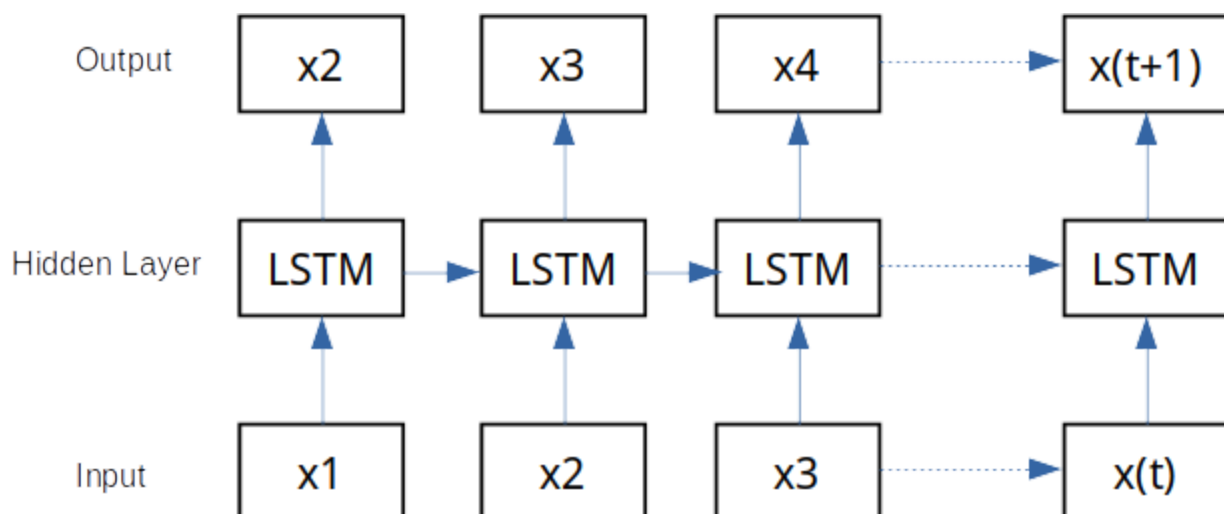 Output x2 x3 x4 x(t+1)
Hidden Layer LSTM LSTM LSTM LSTM
Input x1 x2 x3 x(t)